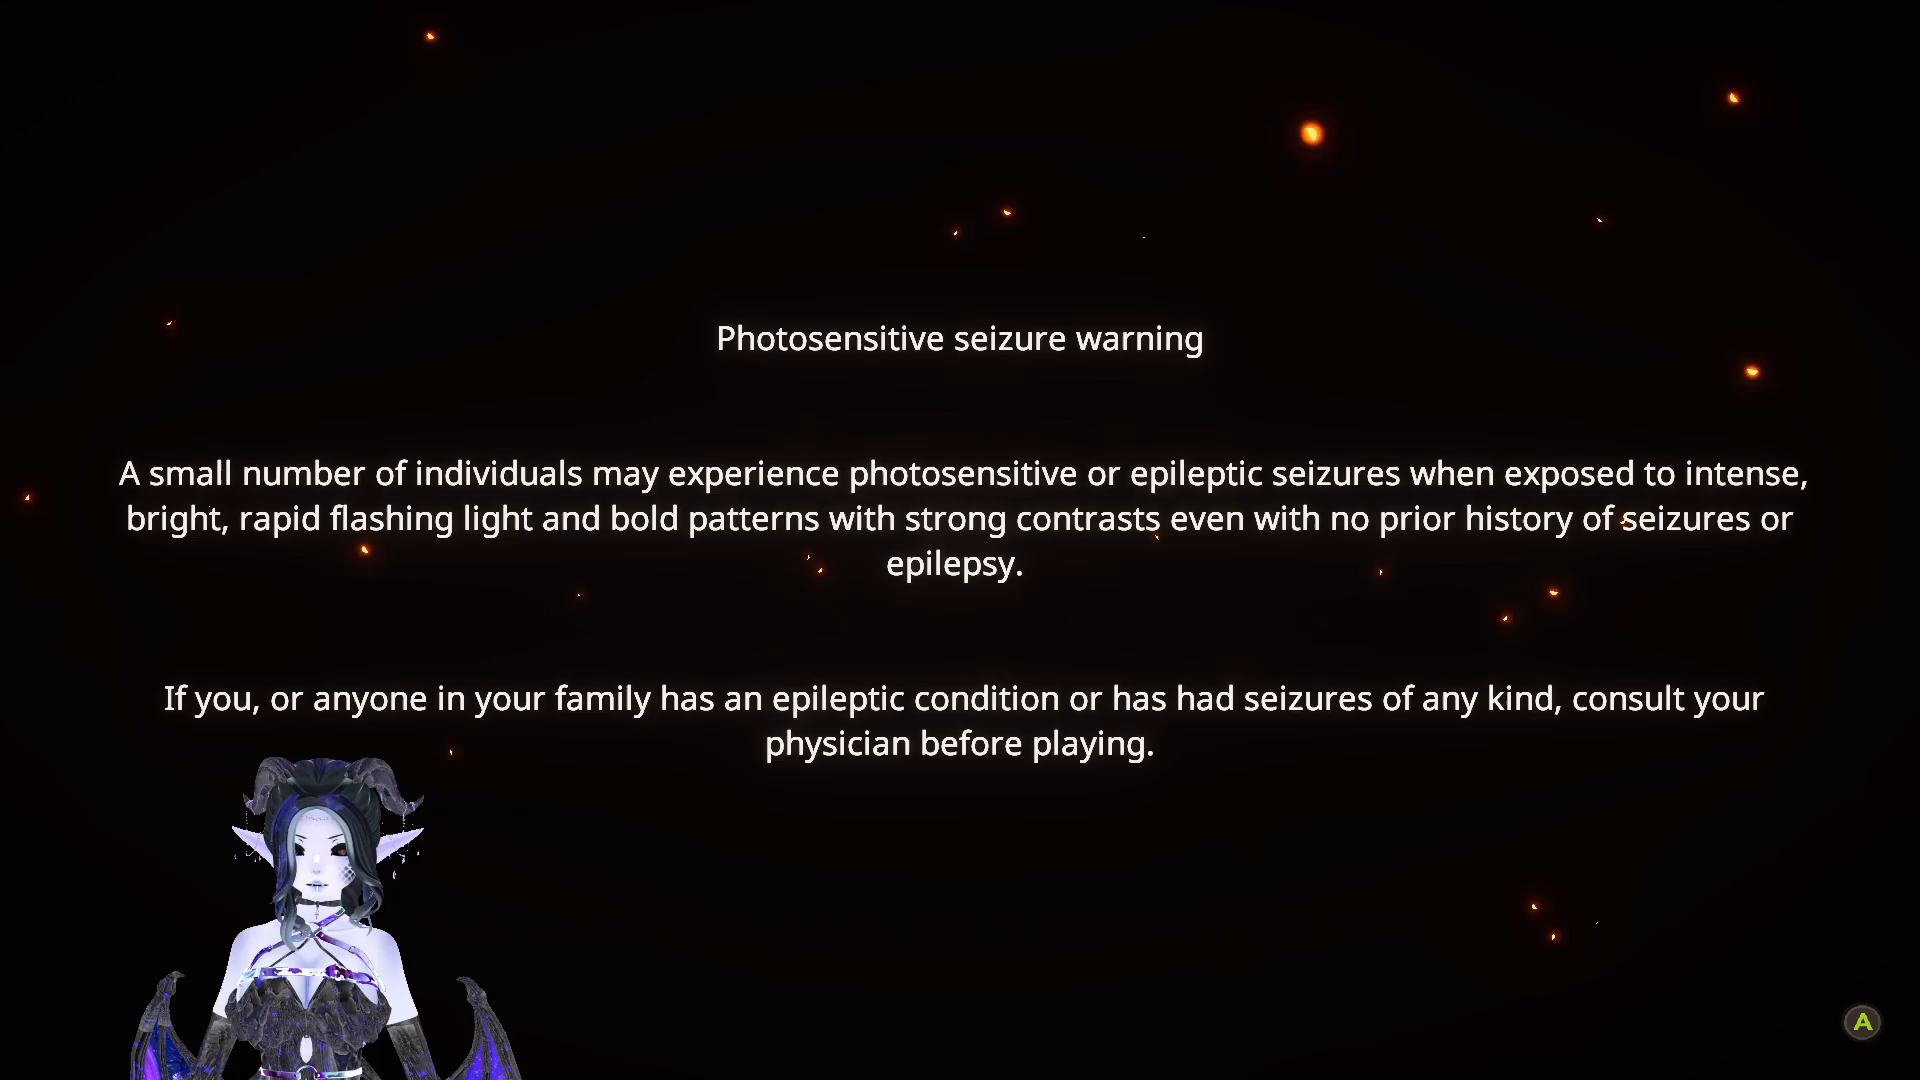 Photosensitive seizure warning
A small number of individuals may experience photosensitive or epileptic seizures when exposed to intense,
bright, rapid flashing light and bold patterns with strong contrasts even with no prior history of seizures or
epilepsy.
If you, or anyone in your family has an epileptic condition or has had seizures of any kind, consult your
physician before playing.
A